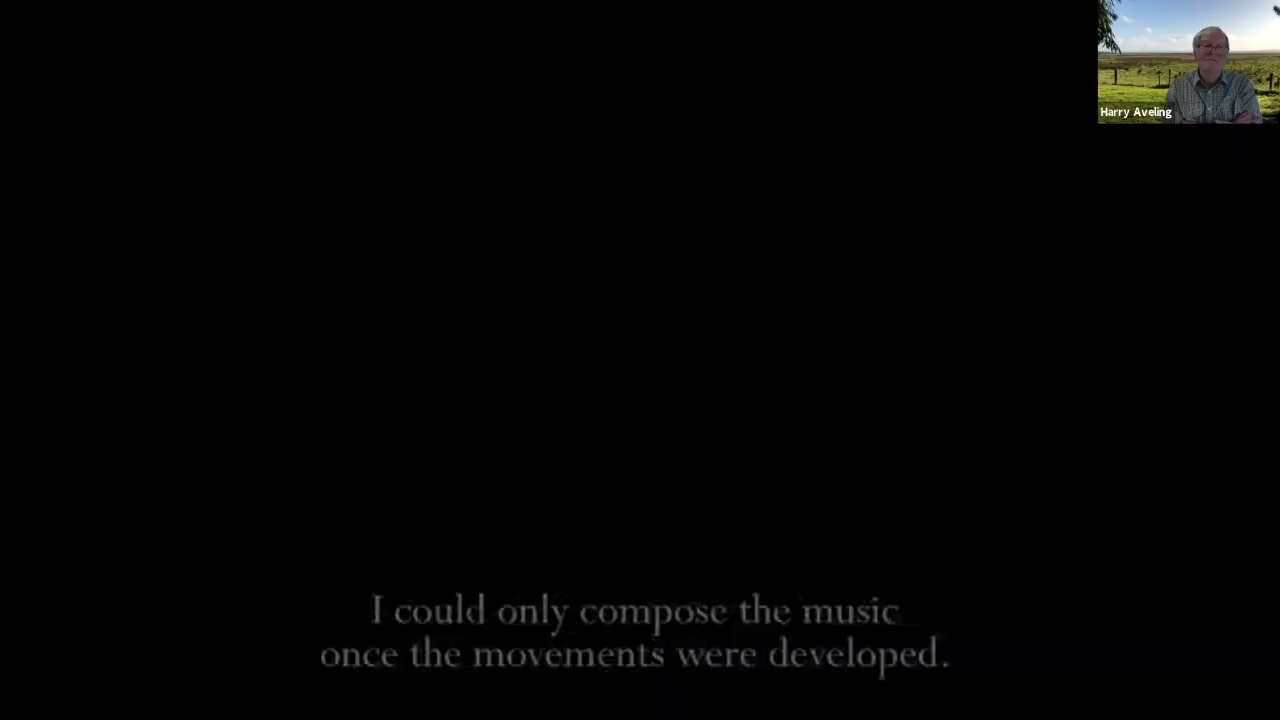 Harry Aveling
I could only compose the music
once the movements were developed.